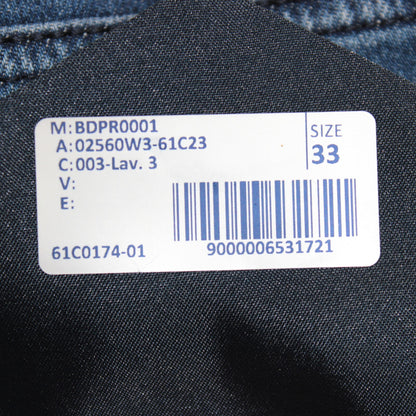 M:BDPR0001
A:02560W3-61C23
C:003-Lav. 3
V:
E:
SIZE
33
61C0174-01
9000006531721